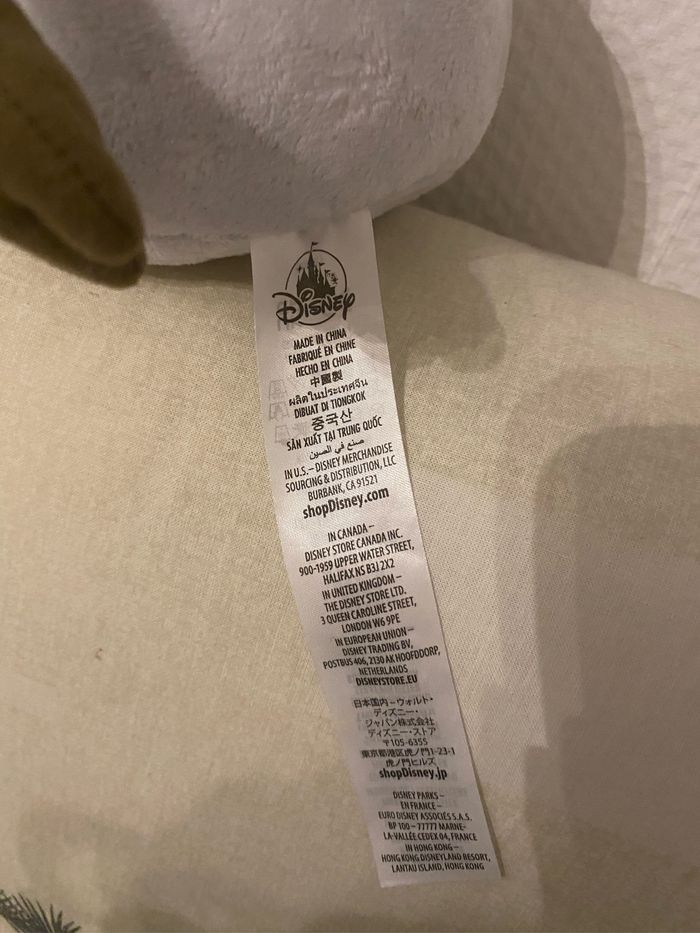 Disney
MADE IN CHINA
FABRIQUÉ EN CHINE
HECHO EN CHINA
中國製
ผลิตในประเทศจีน
DIBUAT DI TIONGKOK
중국산
SẢN XUẤT TẠI TRUNG QUỐC
صنع في الصين
IN U.S. – DISNEY MERCHANDISE
SOURCING & DISTRIBUTION, LLC
BURBANK, CA 91521
shopDisney.com
IN CANADA –
DISNEY STORE CANADA INC.
900-1959 UPPER WATER STREET,
HALIFAX NS B3J 2X2
IN UNITED KINGDOM –
THE DISNEY STORE LTD.
3 QUEEN CAROLINE STREET,
LONDON W6 9PE
IN EUROPEAN UNION –
DISNEY TRADING BV,
POSTBUS 406, 2130 AK HOOFDDORP,
NETHERLANDS
DISNEYSTORE.EU
日本国内 – ウォルト・
ディズニー・
ジャパン株式会社
ディズニー・ストア
〒105-6355
東京都港区虎ノ門1-23-1
虎ノ門ヒルズ
shopDisney.jp
DISNEY PARKS –
EN FRANCE –
EURO DISNEY ASSOCIÉS S.A.S.
BP 100 – 77777 MARNE-
LA-VALLÉE CEDEX 04, FRANCE
IN HONG KONG –
HONG KONG DISNEYLAND RESORT,
LANTAU ISLAND, HONG KONG